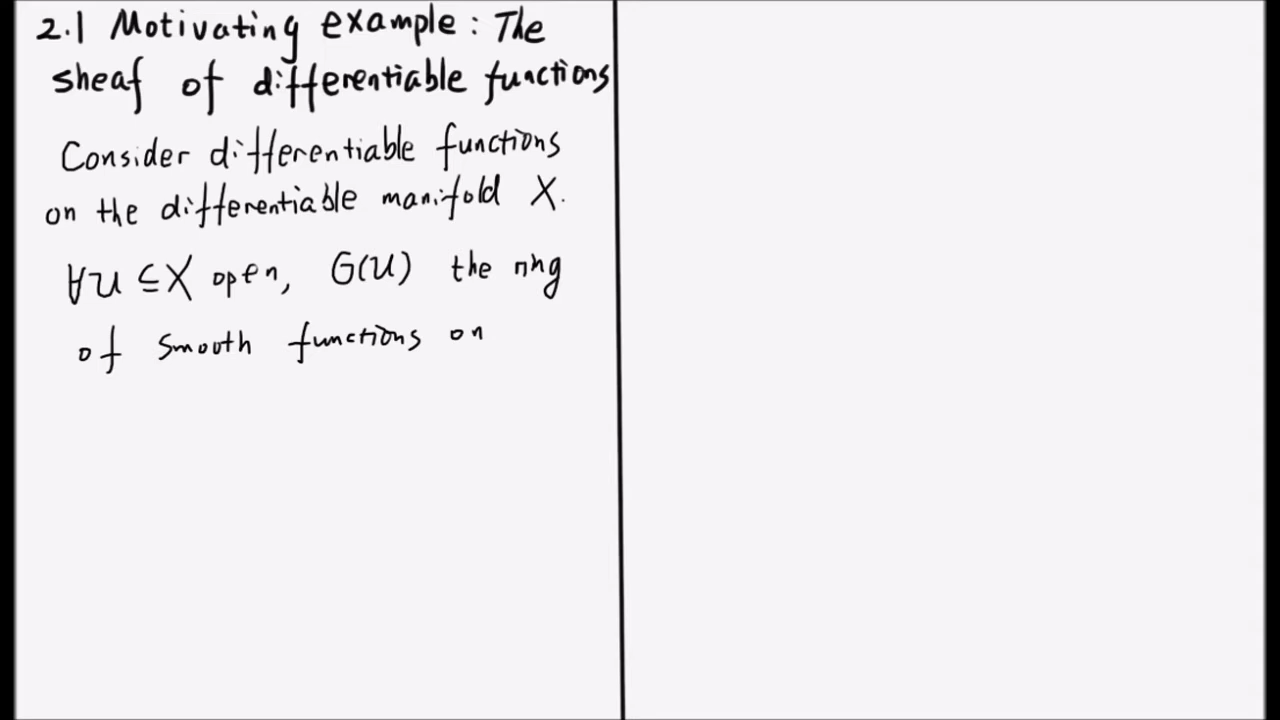 2.1 Motivating example: The
sheaf of differentiable functions
Consider differentiable functions
on the differentiable manifold X.
∀U ⊆ X open, G(U) the ring
of smooth functions on